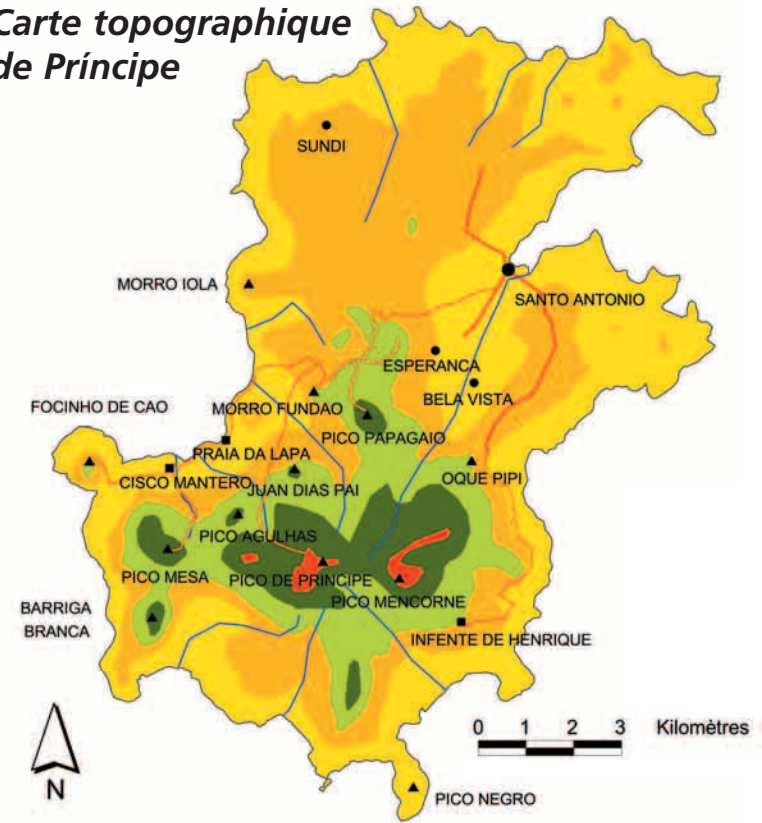 Carte topographique
de Príncipe
SUNDI
MORRO IOLA
SANTO ANTONIO
ESPERANCA
BELA VISTA
FOCINHO DE CAO
MORRO FUNDAO
PICO PAPAGAIO
PRAIA DA LAPA
CISCO MANTERO
JUAN DIAS PAI
OQUE PIPI
PICO AGULHAS
PICO MESA
PICO DE PRINCIPE
PICO MENCORNE
BARRIGA
BRANCA
INFENTE DE HENRIQUE
0 1 2 3 Kilomètres
N
PICO NEGRO